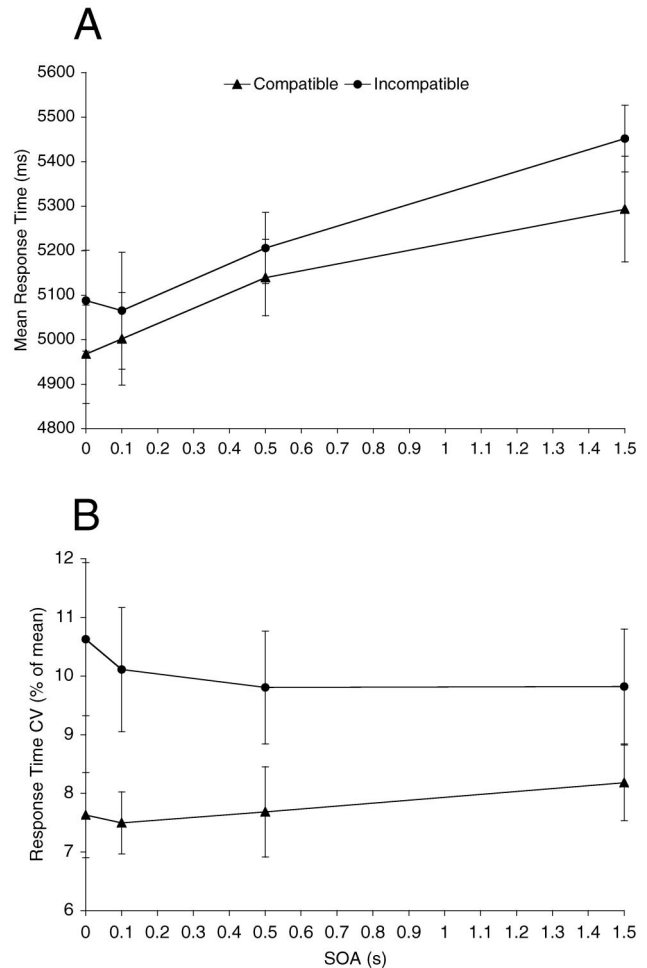 A
5600
Compatible Incompatible
5500
5400
5300
5200
5100
5000
4900
4800
Mean Response Time (ms)
0 0.1 0.2 0.3 0.4 0.5 0.6 0.7 0.8 0.9 1 1.1 1.2 1.3 1.4 1.5
B
12
11
10
9
8
7
6
Response Time CV (% of mean)
0 0.1 0.2 0.3 0.4 0.5 0.6 0.7 0.8 0.9 1 1.1 1.2 1.3 1.4 1.5
SOA (s)